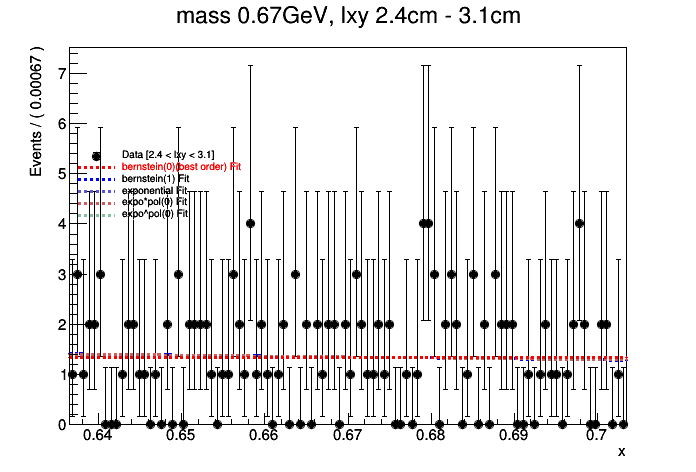 mass 0.67GeV, lxy 2.4cm - 3.1cm
Events / ( 0.00067 )
7
6
5
4
3
2
1
0
Data [2.4 < lxy < 3.1]
bernstein(0)(best order) Fit
bernstein(1) Fit
exponential Fit
expo*pol(0) Fit
expo^pol(0) Fit
0.64 0.65 0.66 0.67 0.68 0.69 0.7
x